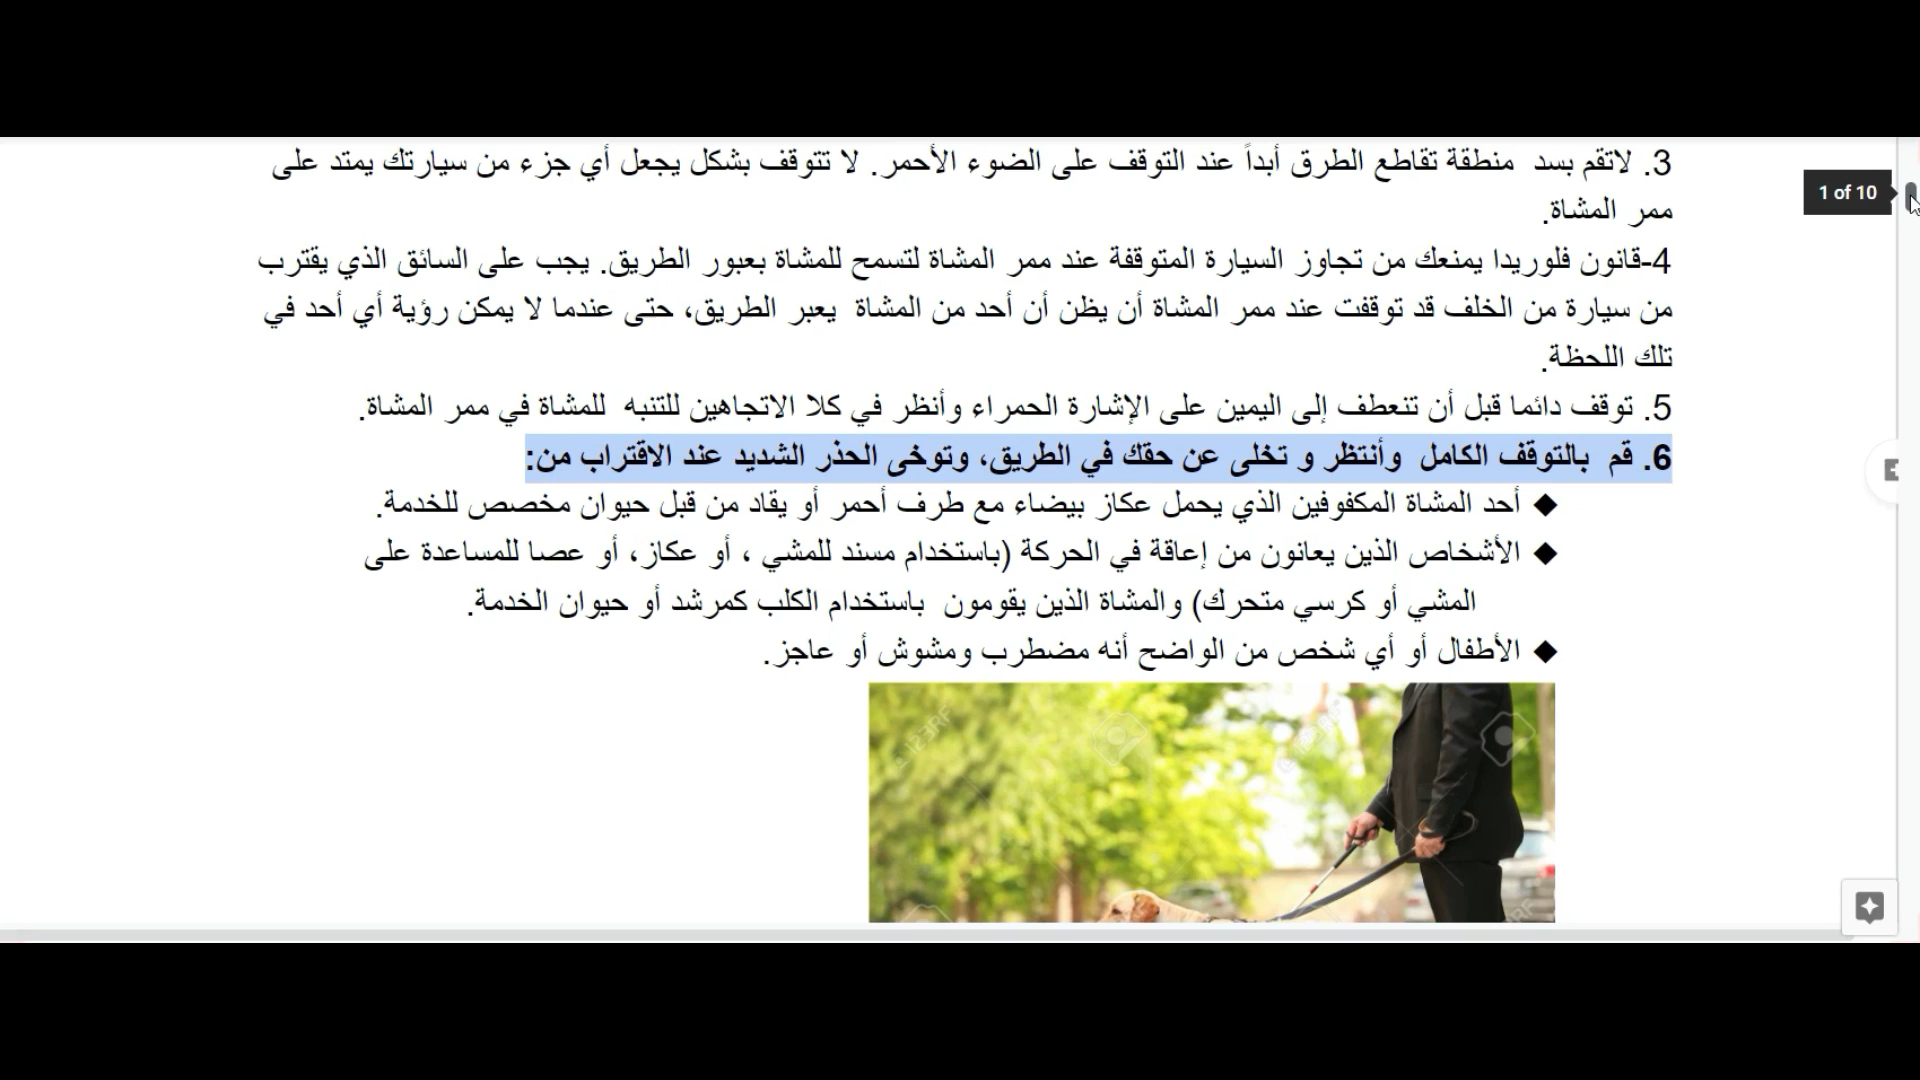 3. لاتقم بسد منطقة تقاطع الطرق أبداً عند التوقف على الضوء الأحمر. لا تتوقف بشكل يجعل أي جزء من سيارتك يمتد على
ممر المشاة.
4-قانون فلوريدا يمنعك من تجاوز السيارة المتوقفة عند ممر المشاة لتسمح للمشاة بعبور الطريق. يجب على السائق الذي يقترب
من سيارة من الخلف قد توقفت عند ممر المشاة أن يظن أن أحد من المشاة يعبر الطريق، حتى عندما لا يمكن رؤية أي أحد في
تلك اللحظة.
5. توقف دائما قبل أن تنعطف إلى اليمين على الإشارة الحمراء وأنظر في كلا الاتجاهين للتنبه للمشاة في ممر المشاة.
6. قم بالتوقف الكامل وأنتظر و تخلى عن حقك في الطريق، وتوخى الحذر الشديد عند الاقتراب من:
◆ أحد المشاة المكفوفين الذي يحمل عكاز بيضاء مع طرف أحمر أو يقاد من قبل حيوان مخصص للخدمة.
◆ الأشخاص الذين يعانون من إعاقة في الحركة (باستخدام مسند للمشي ، أو عكاز، أو عصا للمساعدة على
المشي أو كرسي متحرك) والمشاة الذين يقومون باستخدام الكلب كمرشد أو حيوان الخدمة.
◆ الأطفال أو أي شخص من الواضح أنه مضطرب ومشوش أو عاجز.
1 of 10
123RF